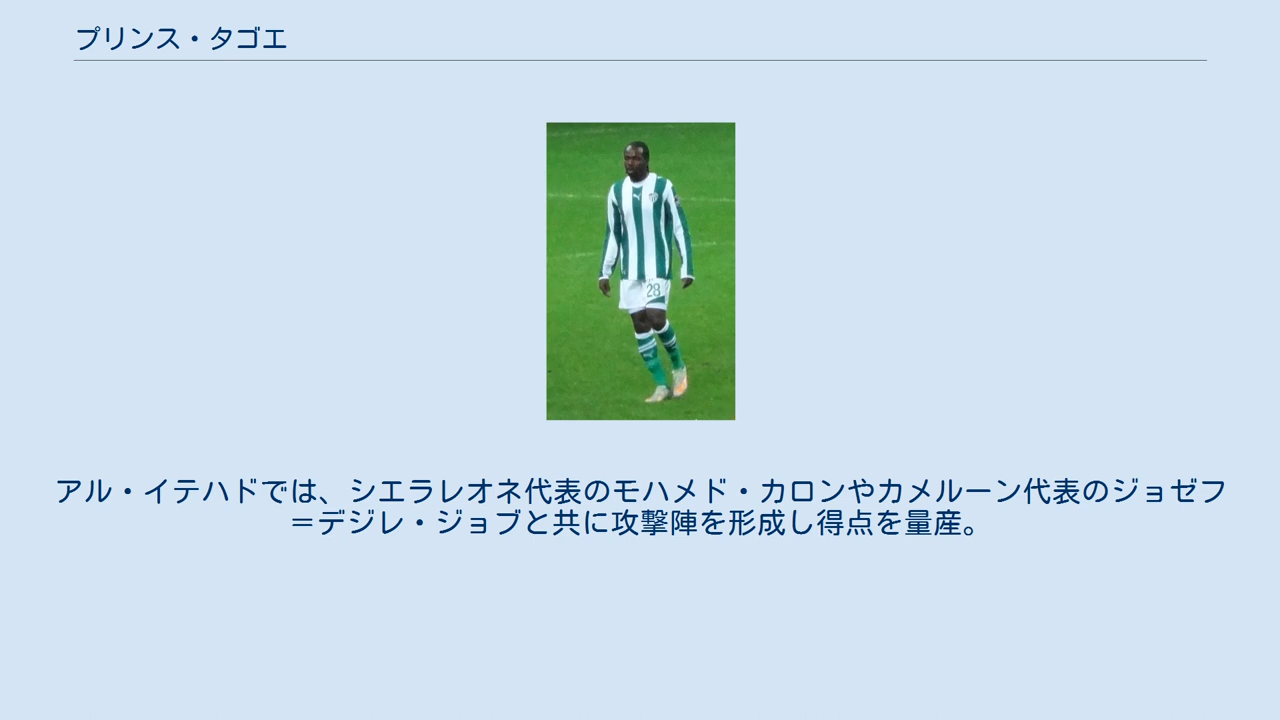 プリンス・タゴエ
28
アル・イテハドでは、シエラレオネ代表のモハメド・カロンやカメルーン代表のジョゼフ
＝デジレ・ジョブと共に攻撃陣を形成し得点を量産。